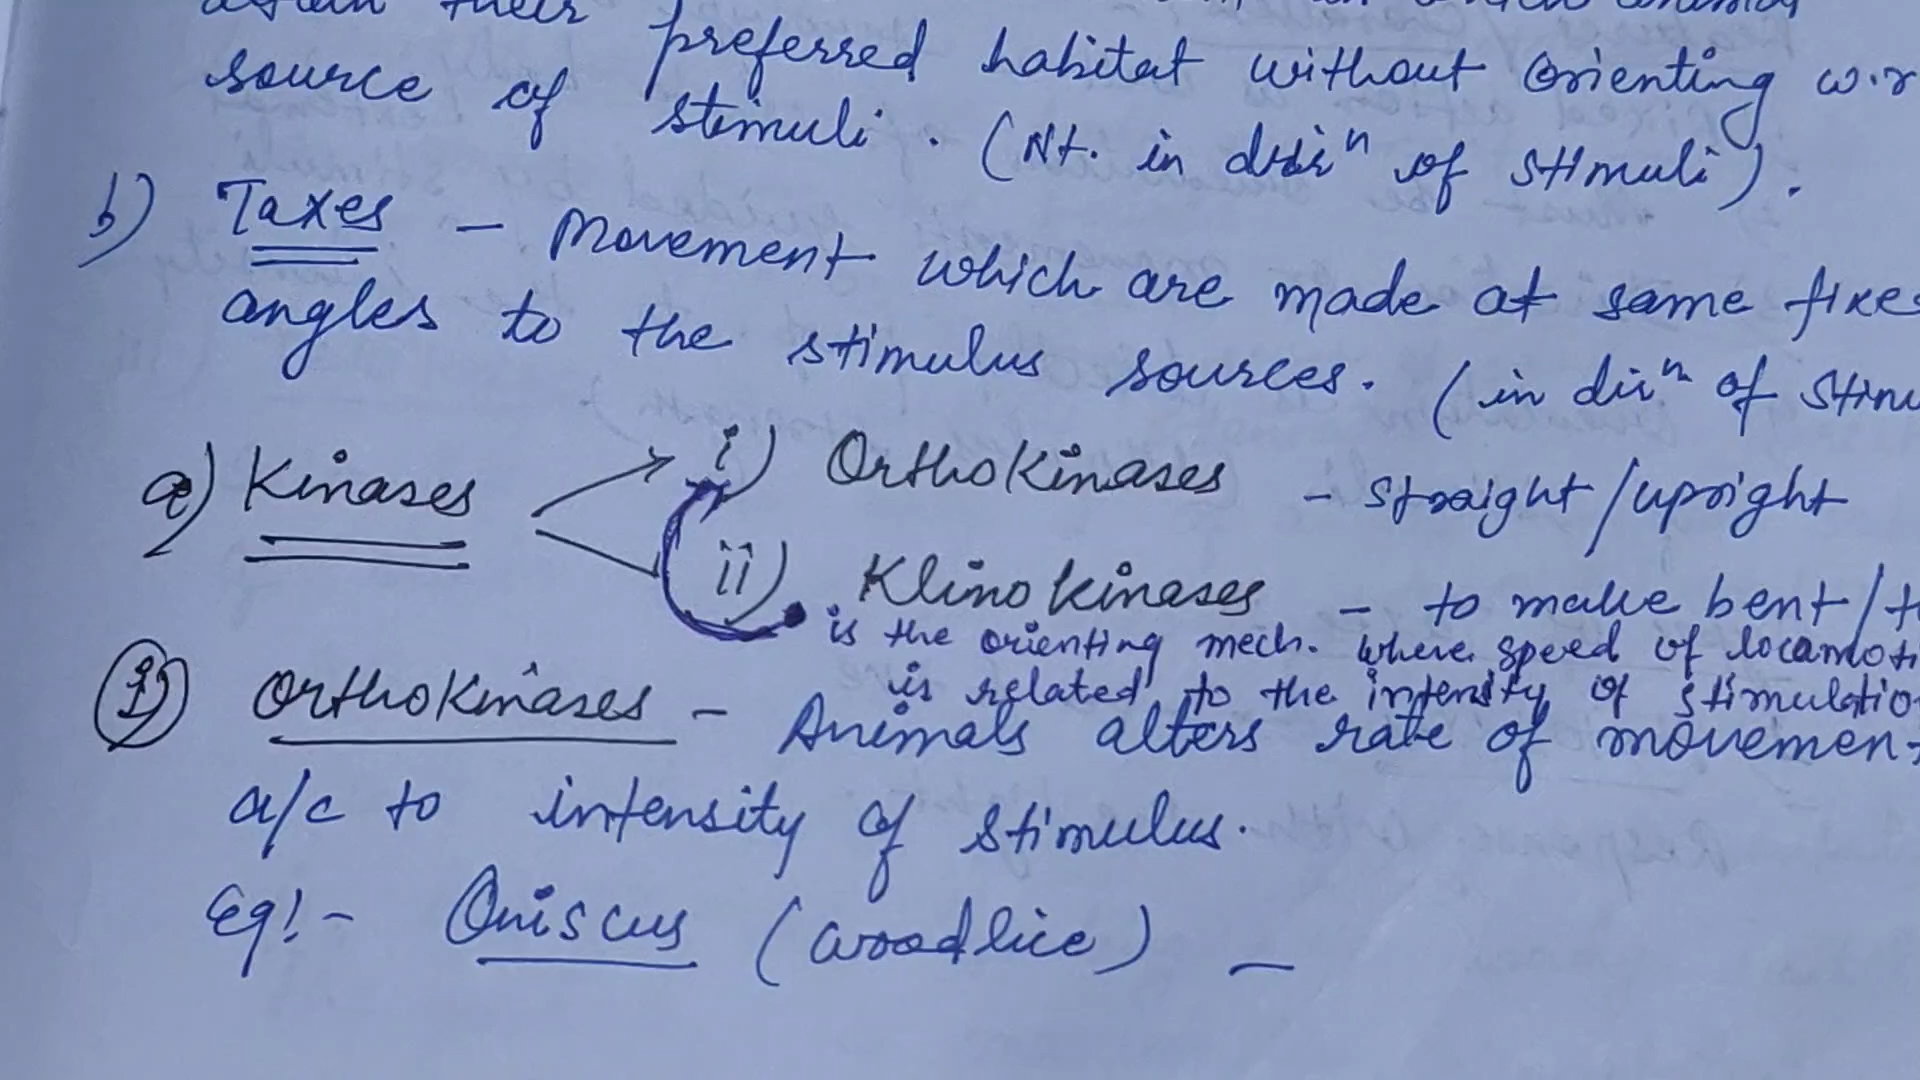 their
preferred habitat without orienting w.r
source of stimuli. (Nt. in dirⁿ of stimuli).
b) Taxes - Movement which are made at same fixe
angles to the stimulus sources. (in dirⁿ of stimu
a) Kinases i) Orthokinases - straight/upright
ii) Klinokinases - to make bent/t
is the orienting mech. where speed of locomoti
is related to the intensity of stimulatio
i) Orthokinases - Animals alters rate of movemen
a/c to intensity of stimulus.
Eg:- Oniscus (woodlice) -